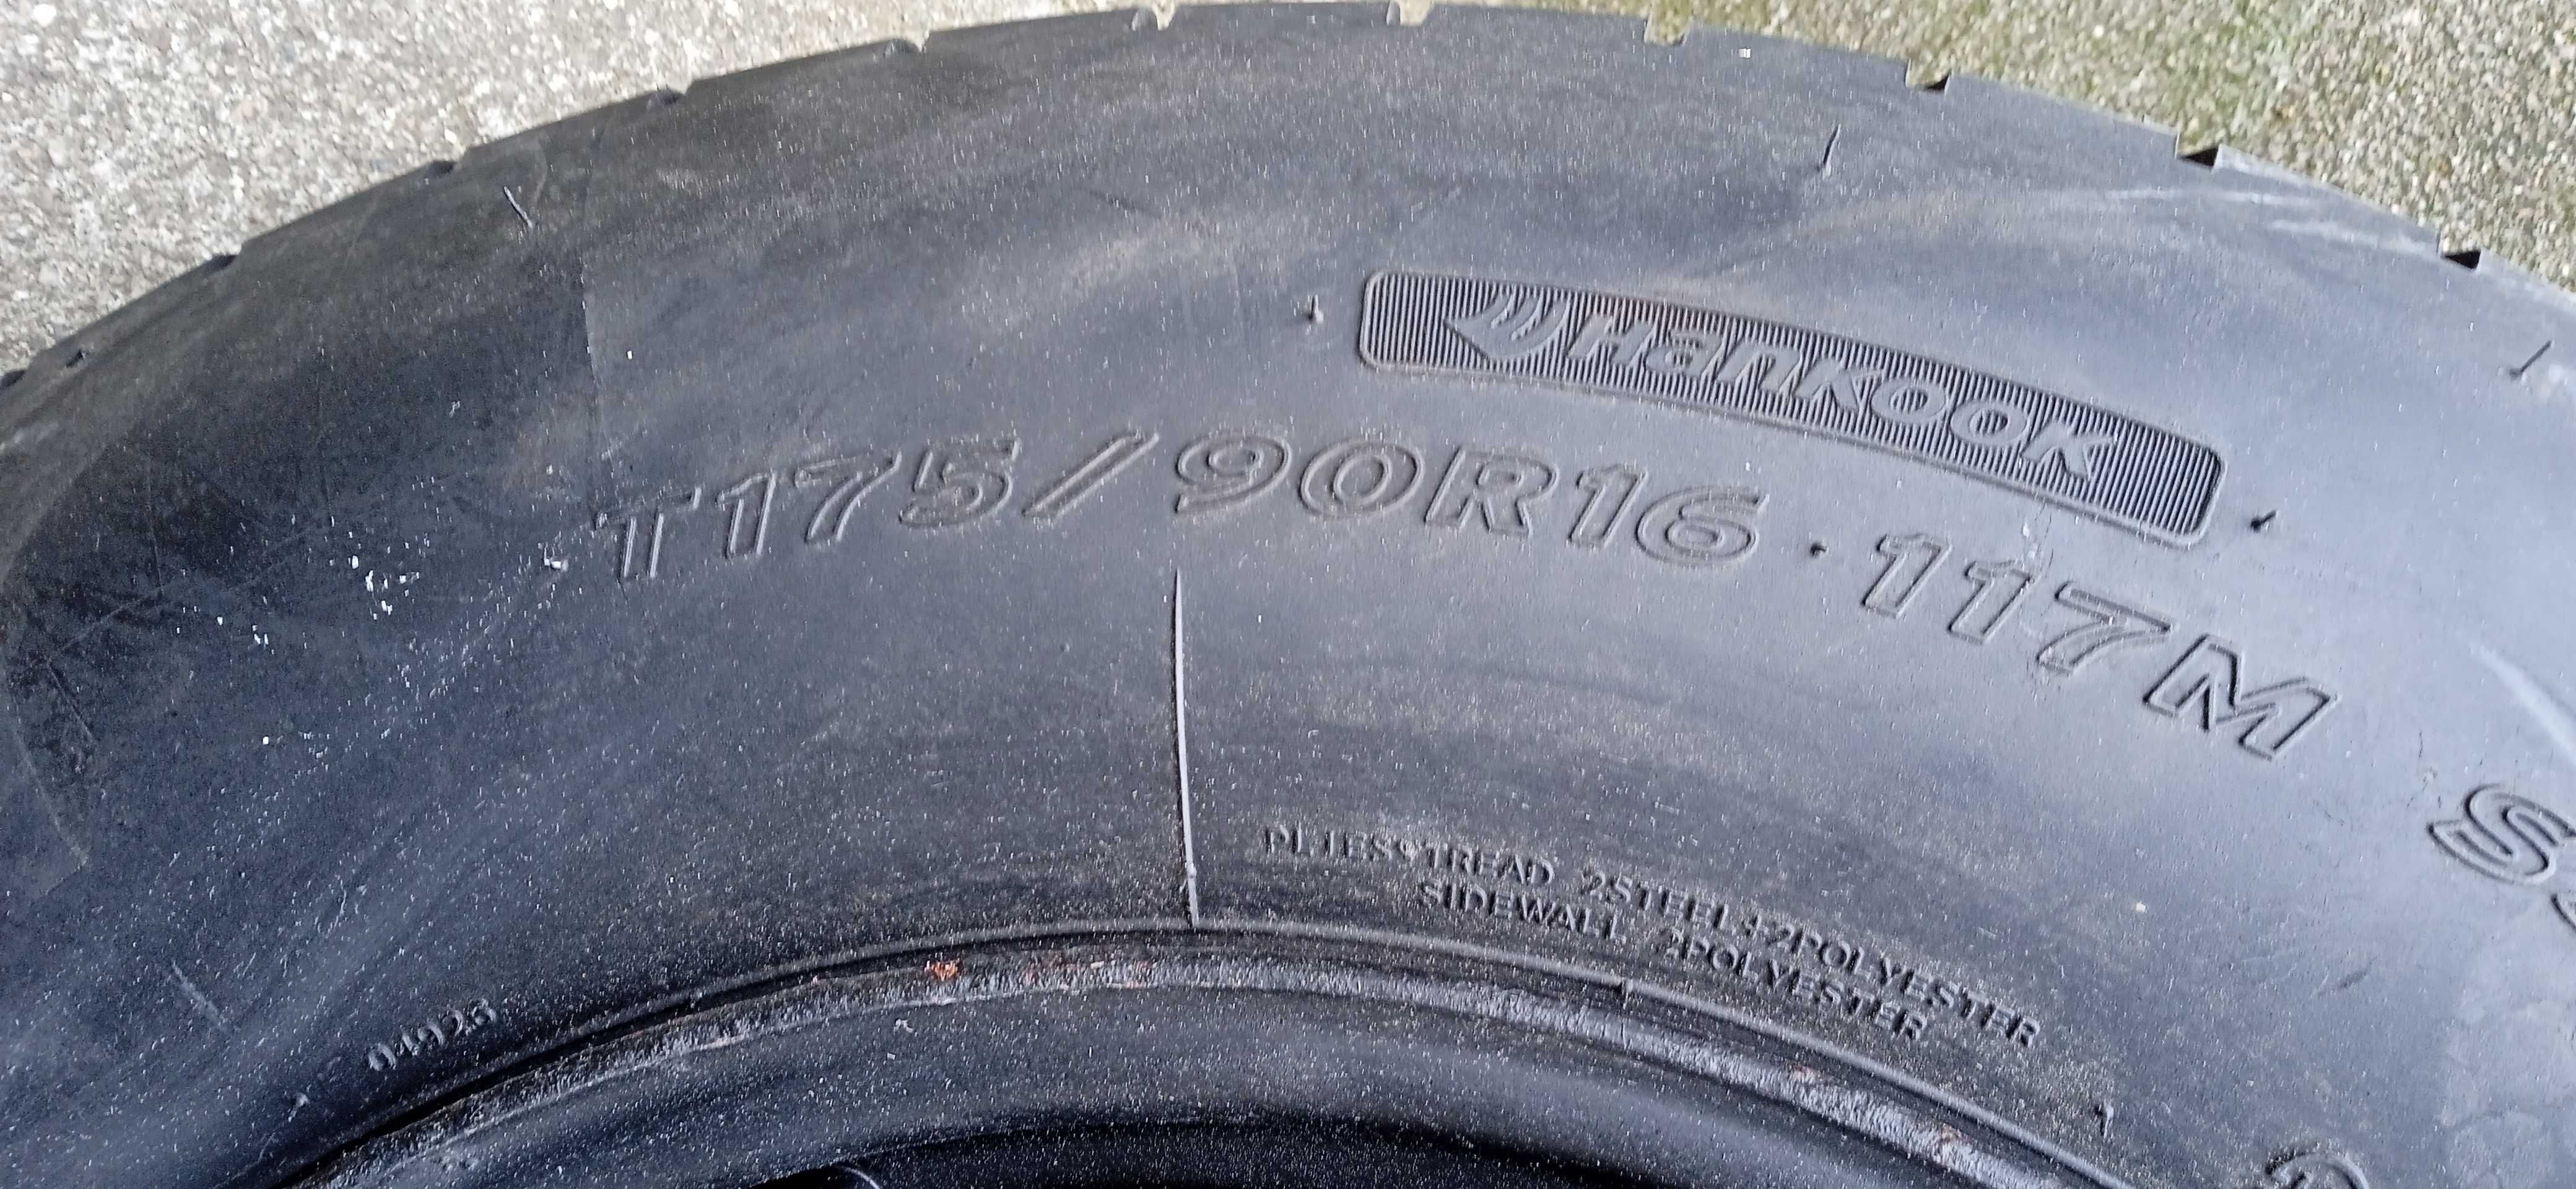 Hankook
T175/90R16 · 117M
PLIES:TREAD 2STEEL+2POLYESTER
SIDEWALL 2POLYESTER